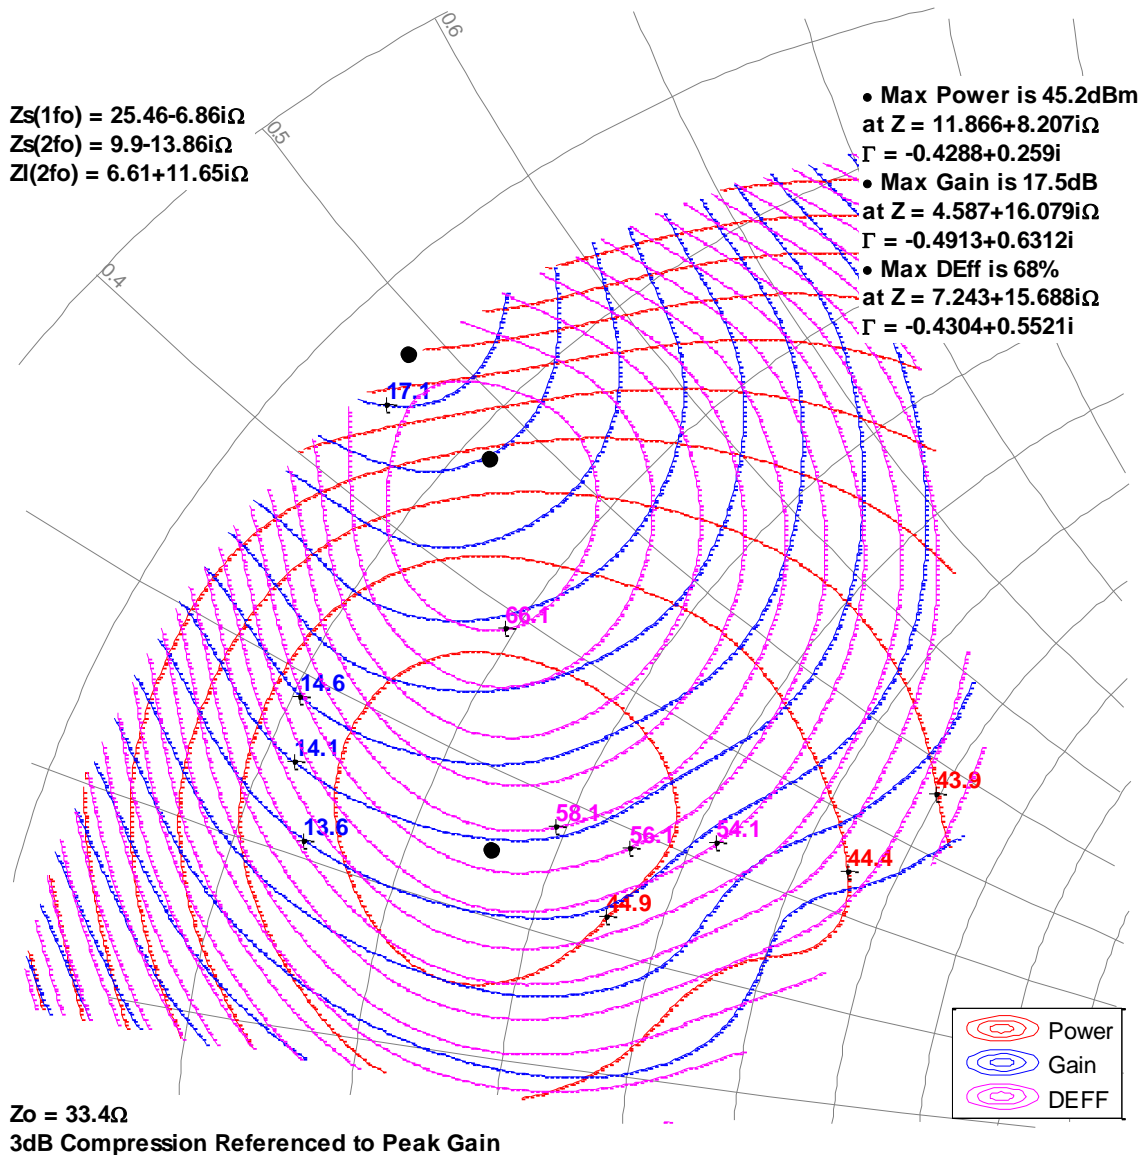 0.6
0.5
0.4
Zs(1fo) = 25.46-6.86iΩ
Zs(2fo) = 9.9-13.86iΩ
Zl(2fo) = 6.61+11.65iΩ
• Max Power is 45.2dBm
at Z = 11.866+8.207iΩ
Γ = -0.4288+0.259i
• Max Gain is 17.5dB
at Z = 4.587+16.079iΩ
Γ = -0.4913+0.6312i
• Max DEff is 68%
at Z = 7.243+15.688iΩ
Γ = -0.4304+0.5521i
17.1
66.1
14.6
14.1
13.6
58.1
56.1
54.1
43.9
44.4
44.9
Power
Gain
DEFF
Zo = 33.4Ω
3dB Compression Referenced to Peak Gain